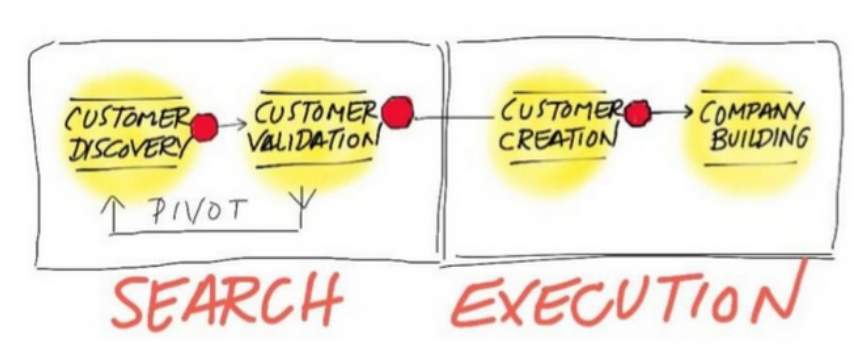 CUSTOMER
DISCOVERY
CUSTOMER
VALIDATION
CUSTOMER
CREATION
COMPANY
BUILDING
PIVOT
SEARCH
EXECUTION